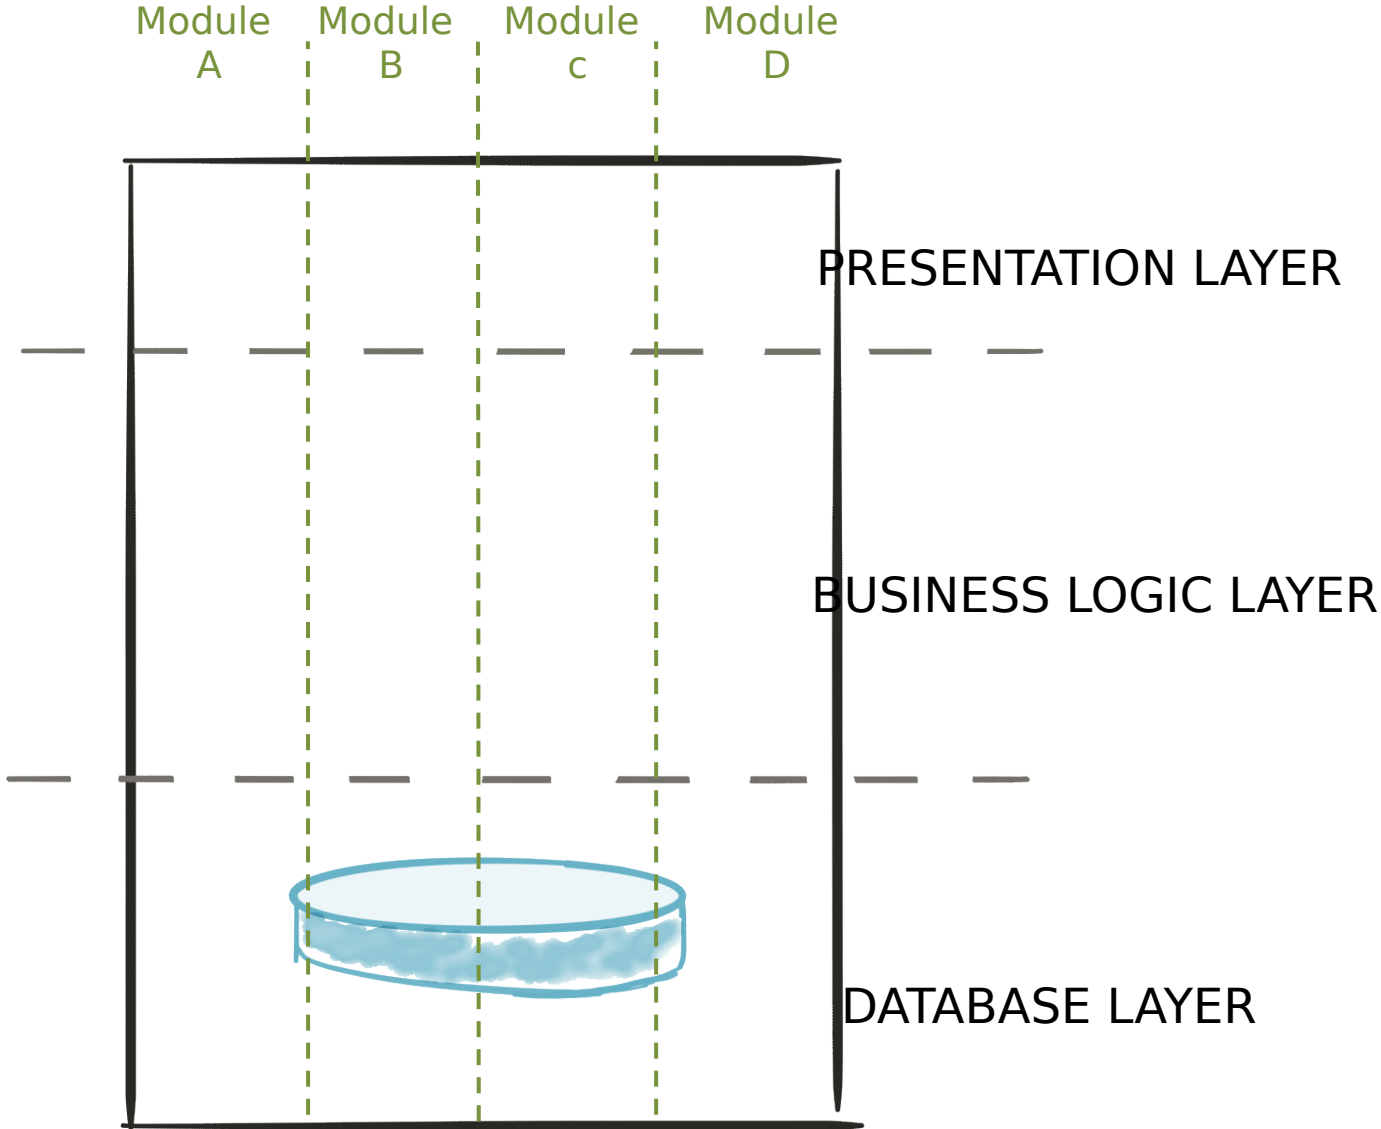 Module
A
Module
B
Module
c
Module
D
PRESENTATION LAYER
BUSINESS LOGIC LAYER
DATABASE LAYER